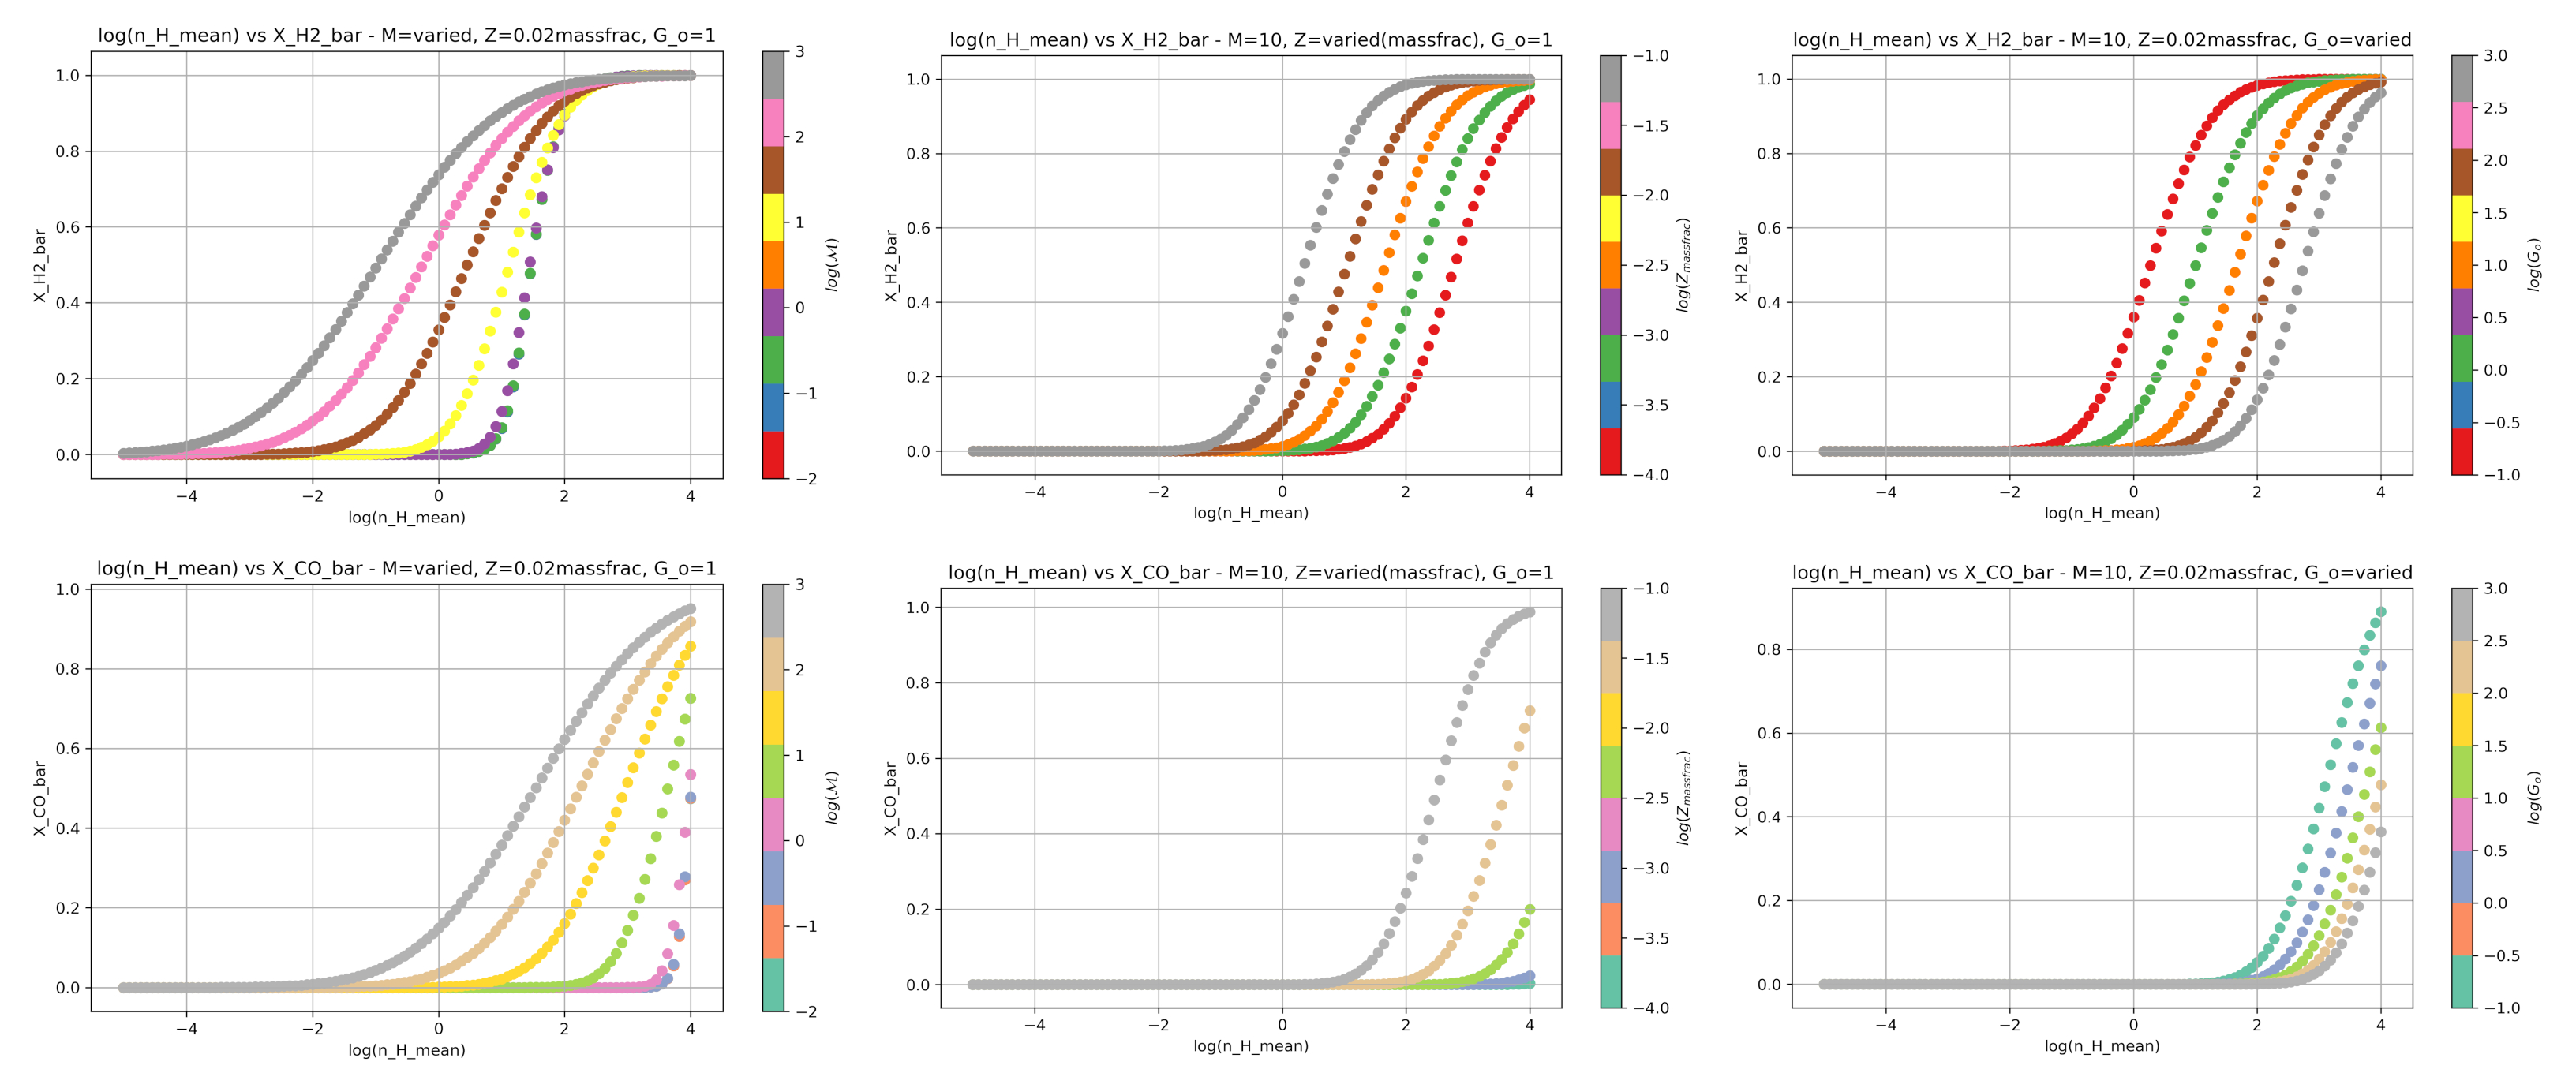 log(n_H_mean) vs X_H2_bar - M=varied, Z=0.02massfrac, G_o=1
1.0
0.8
0.6
0.4
0.2
0.0
X_H2_bar
−4 −2 0 2 4
log(n_H_mean)
3
2
1
0
−1
−2
log(ℳ)
log(n_H_mean) vs X_H2_bar - M=10, Z=varied(massfrac), G_o=1
1.0
0.8
0.6
0.4
0.2
0.0
X_H2_bar
−4 −2 0 2 4
log(n_H_mean)
−1.0
−1.5
−2.0
−2.5
−3.0
−3.5
−4.0
log(Z_massfrac)
log(n_H_mean) vs X_H2_bar - M=10, Z=0.02massfrac, G_o=varied
1.0
0.8
0.6
0.4
0.2
0.0
X_H2_bar
−4 −2 0 2 4
log(n_H_mean)
3.0
2.5
2.0
1.5
1.0
0.5
0.0
−0.5
−1.0
log(G_o)
log(n_H_mean) vs X_CO_bar - M=varied, Z=0.02massfrac, G_o=1
1.0
0.8
0.6
0.4
0.2
0.0
X_CO_bar
−4 −2 0 2 4
log(n_H_mean)
3
2
1
0
−1
−2
log(ℳ)
log(n_H_mean) vs X_CO_bar - M=10, Z=varied(massfrac), G_o=1
1.0
0.8
0.6
0.4
0.2
0.0
X_CO_bar
−4 −2 0 2 4
log(n_H_mean)
−1.0
−1.5
−2.0
−2.5
−3.0
−3.5
−4.0
log(Z_massfrac)
log(n_H_mean) vs X_CO_bar - M=10, Z=0.02massfrac, G_o=varied
0.8
0.6
0.4
0.2
0.0
X_CO_bar
−4 −2 0 2 4
log(n_H_mean)
3.0
2.5
2.0
1.5
1.0
0.5
0.0
−0.5
−1.0
log(G_o)